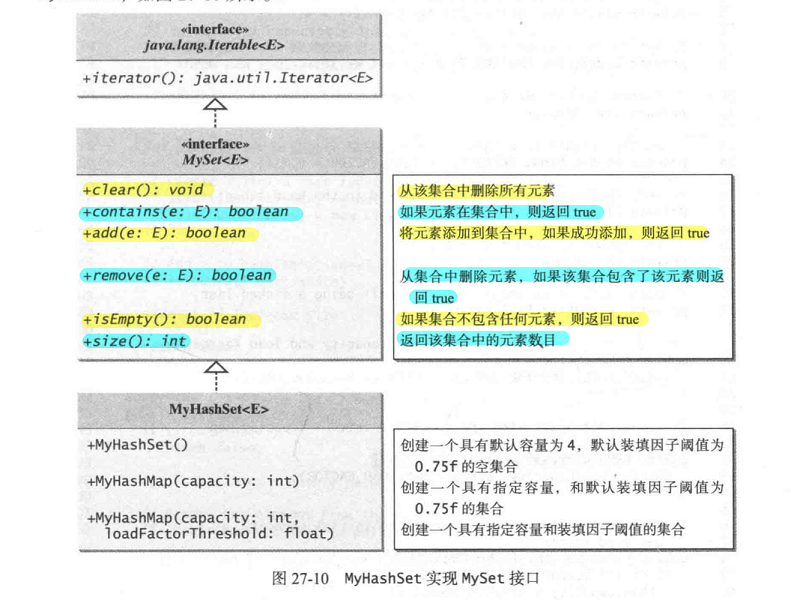 «interface»
java.lang.Iterable<E>
+iterator(): java.util.Iterator<E>
«interface»
MySet<E>
+clear(): void
从该集合中删除所有元素
+contains(e: E): boolean
如果元素在集合中，则返回 true
+add(e: E): boolean
将元素添加到集合中，如果成功添加，则返回 true
+remove(e: E): boolean
从集合中删除元素，如果该集合包含了该元素则返
回 true
+isEmpty(): boolean
如果集合不包含任何元素，则返回 true
+size(): int
返回该集合中的元素数目
MyHashSet<E>
+MyHashSet()
创建一个具有默认容量为 4，默认装填因子阈值为
0.75f 的空集合
+MyHashMap(capacity: int)
创建一个具有指定容量，和默认装填因子阈值为
0.75f 的集合
+MyHashMap(capacity: int,
loadFactorThreshold: float)
创建一个具有指定容量和装填因子阈值的集合
图 27-10 MyHashSet 实现 MySet 接口